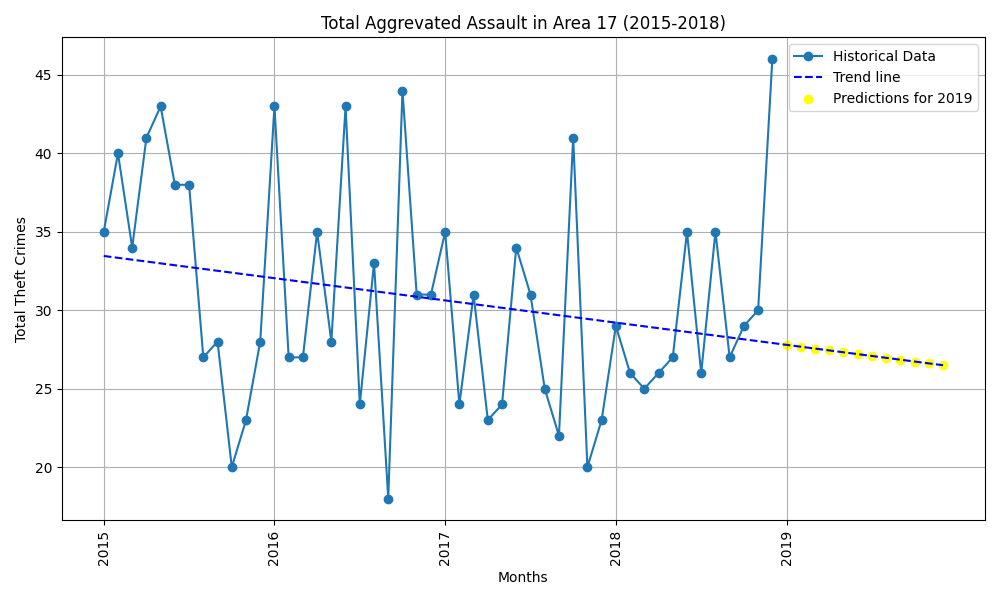 Total Aggrevated Assault in Area 17 (2015-2018)
Historical Data
Trend line
Predictions for 2019
Total Theft Crimes
45
40
35
30
25
20
2015
2016
2017
2018
2019
Months